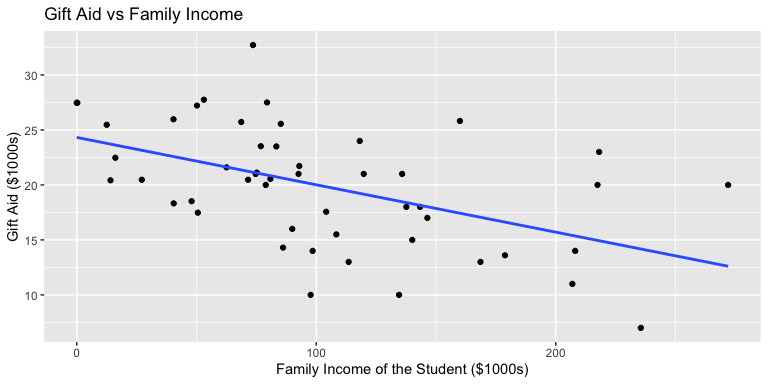 Gift Aid vs Family Income
30
25
20
15
10
Gift Aid ($1000s)
0
100
200
Family Income of the Student ($1000s)